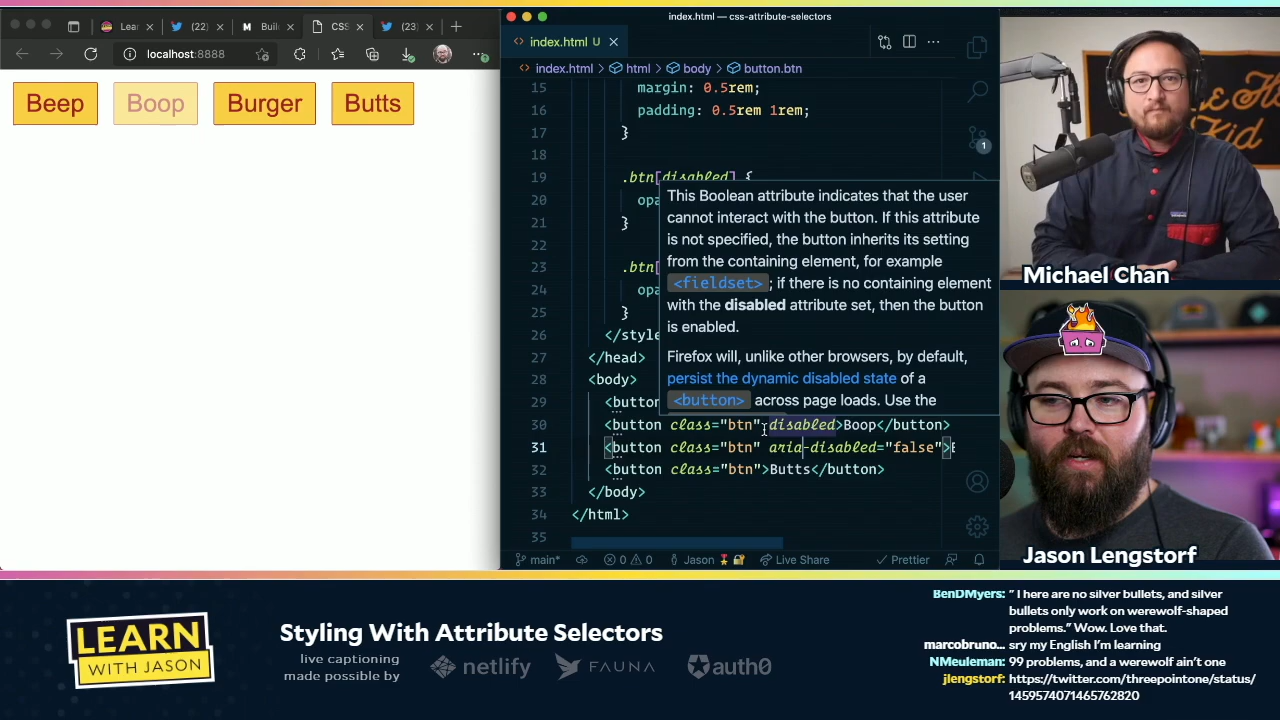 Lear
(22)
Build
CSS
(23)
localhost:8888
Beep
Boop
Burger
Butts
index.html — css-attribute-selectors
index.html U
index.html > html > body > button.btn
15 margin: 0.5rem;
16 padding: 0.5rem 1rem;
17 }
18
19 .btn[disabled] {
20 opa
21 }
22
23 .btn[
24 opa
25 }
26 </style
27 </head>
28 <body>
29 <button
30 <button class="btn" disabled>Boop</button>
31 <button class="btn" aria-disabled="false">B
32 <button class="btn">Butts</button>
33 </body>
34 </html>
35
This Boolean attribute indicates that the user
cannot interact with the button. If this attribute
is not specified, the button inherits its setting
from the containing element, for example
<fieldset>; if there is no containing element
with the disabled attribute set, then the button
is enabled.
Firefox will, unlike other browsers, by default,
persist the dynamic disabled state of a
<button> across page loads. Use the
1
main*
0 0
Jason
Live Share
Prettier
Michael Chan
Jason Lengstorf
LEARN
WITH JASON
Styling With Attribute Selectors
live captioning
made possible by
netlify
FAUNA
auth0
BenDMyers: " There are no silver bullets, and silver
bullets only work on werewolf-shaped
problems." Wow. Love that.
marcobruno... sry my English I'm learning
NMeuleman: 99 problems, and a werewolf ain't one
jlengstorf: https://twitter.com/threepointone/status/
1459574071465762820